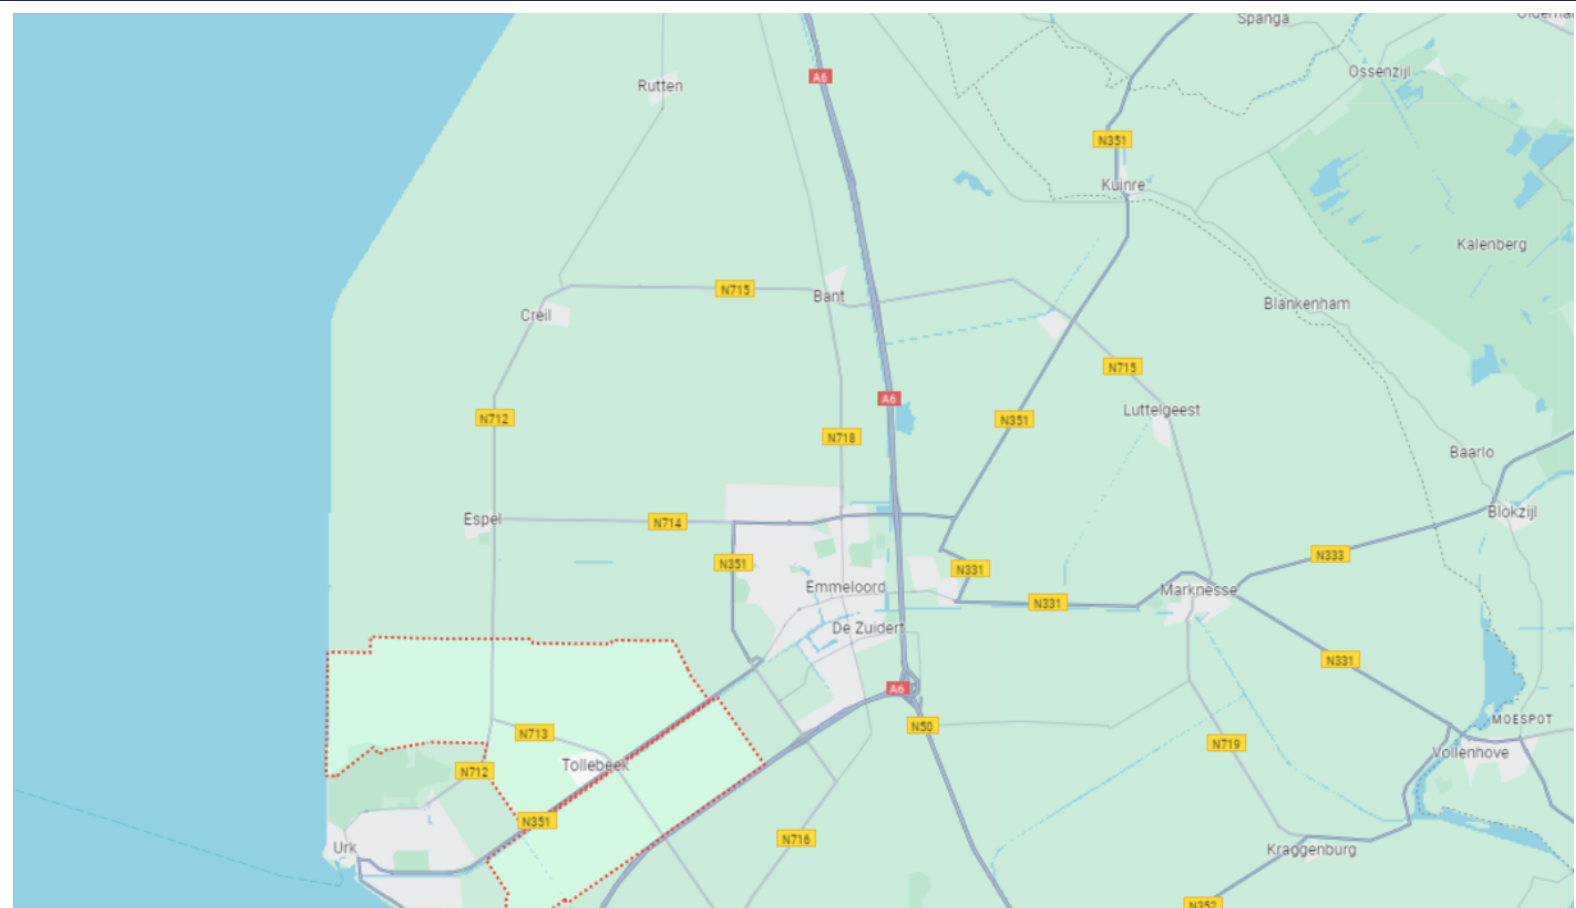 Spanga
Rutten
A6
Ossenzijl
N351
Kuinre
Kalenberg
N715
Bant
Creil
Blankenham
N715
A6
N712
N351
Luttelgeest
N718
Baarlo
Espel
N714
Blokzijl
N333
N351
N331
Emmeloord
Marknesse
N331
De Zuidert
N331
A6
MOESPOT
N50
N713
N719
Vollenhove
Tollebeek
N712
N351
N716
Urk
Kraggenburg
N352